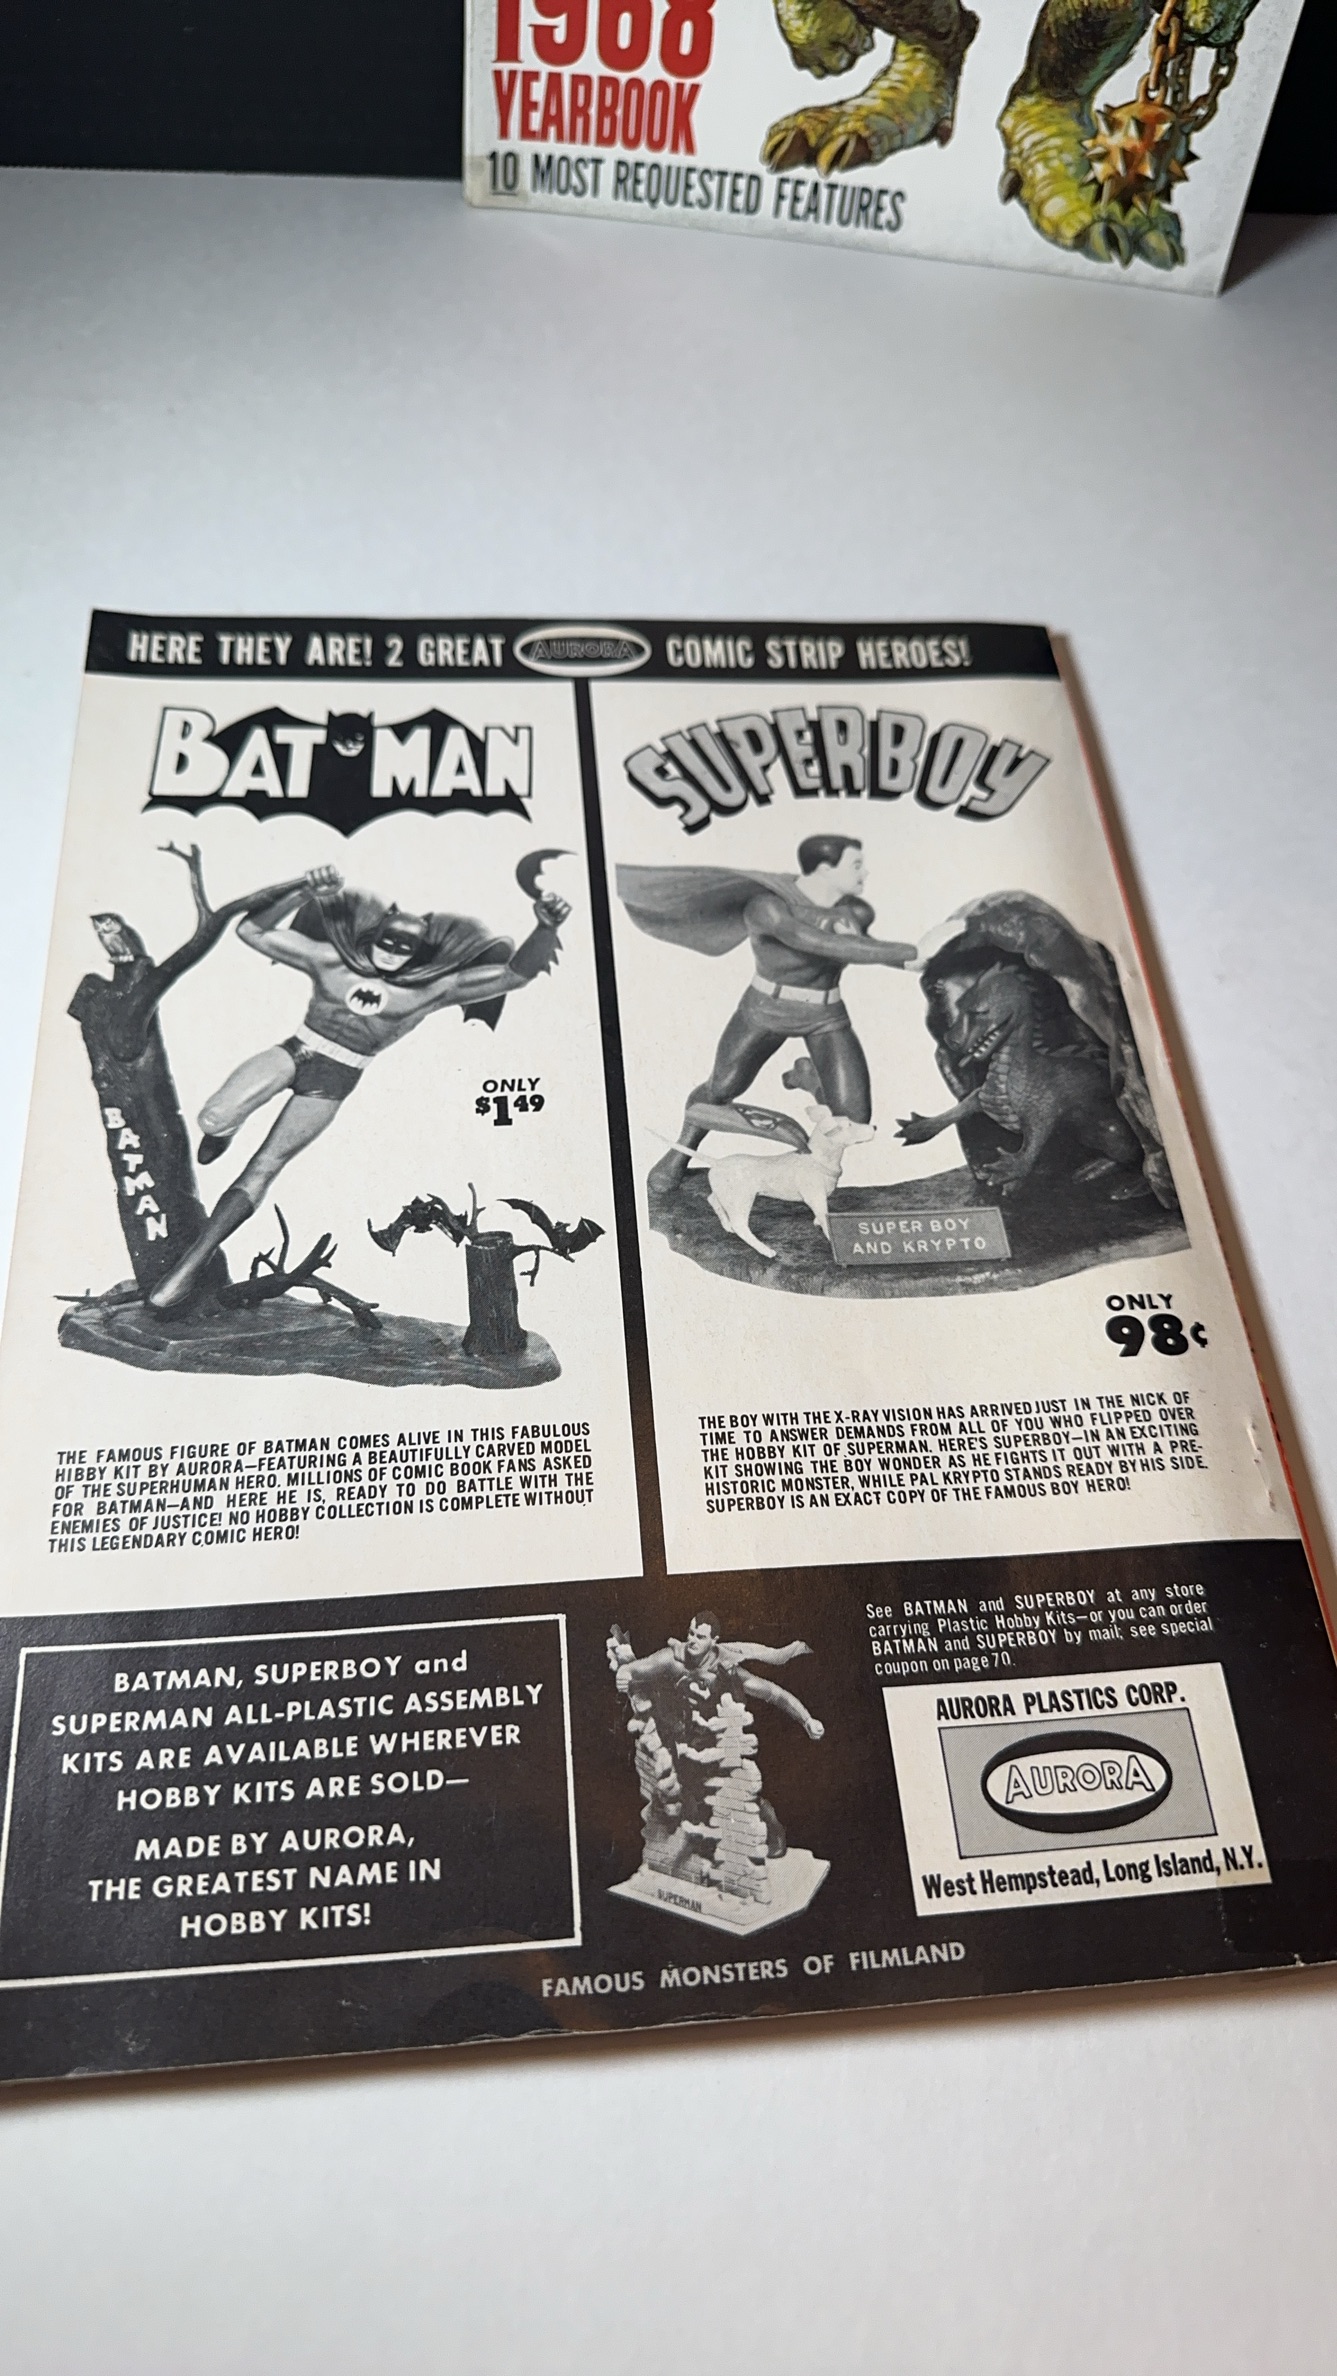 1968
YEARBOOK
10 MOST REQUESTED FEATURES
HERE THEY ARE! 2 GREAT AURORA COMIC STRIP HEROES!
BATMAN
BATMAN
ONLY
$1.49
THE FAMOUS FIGURE OF BATMAN COMES ALIVE IN THIS FABULOUS
HIBBY KIT BY AURORA—FEATURING A BEAUTIFULLY CARVED MODEL
OF THE SUPERHUMAN HERO. MILLIONS OF COMIC BOOK FANS ASKED
FOR BATMAN—AND HERE HE IS, READY TO DO BATTLE WITH THE
ENEMIES OF JUSTICE! NO HOBBY COLLECTION IS COMPLETE WITHOUT
THIS LEGENDARY COMIC HERO!
SUPERBOY
SUPERBOY
AND KRYPTO
ONLY
98¢
THE BOY WITH THE X-RAY VISION HAS ARRIVED JUST IN THE NICK OF
TIME TO ANSWER DEMANDS FROM ALL OF YOU WHO FLIPPED OVER
THE HOBBY KIT OF SUPERMAN. HERE'S SUPERBOY—IN AN EXCITING
KIT SHOWING THE BOY WONDER AS HE FIGHTS IT OUT WITH A PRE-
HISTORIC MONSTER, WHILE PAL KRYPTO STANDS READY BY HIS SIDE.
SUPERBOY IS AN EXACT COPY OF THE FAMOUS BOY HERO!
BATMAN, SUPERBOY and
SUPERMAN ALL-PLASTIC ASSEMBLY
KITS ARE AVAILABLE WHEREVER
HOBBY KITS ARE SOLD—
MADE BY AURORA,
THE GREATEST NAME IN
HOBBY KITS!
SUPERMAN
See BATMAN and SUPERBOY at any store
carrying Plastic Hobby Kits—or you can order
BATMAN and SUPERBOY by mail; see special
coupon on page 70.
AURORA PLASTICS CORP.
AURORA
West Hempstead, Long Island, N.Y.
FAMOUS MONSTERS OF FILMLAND